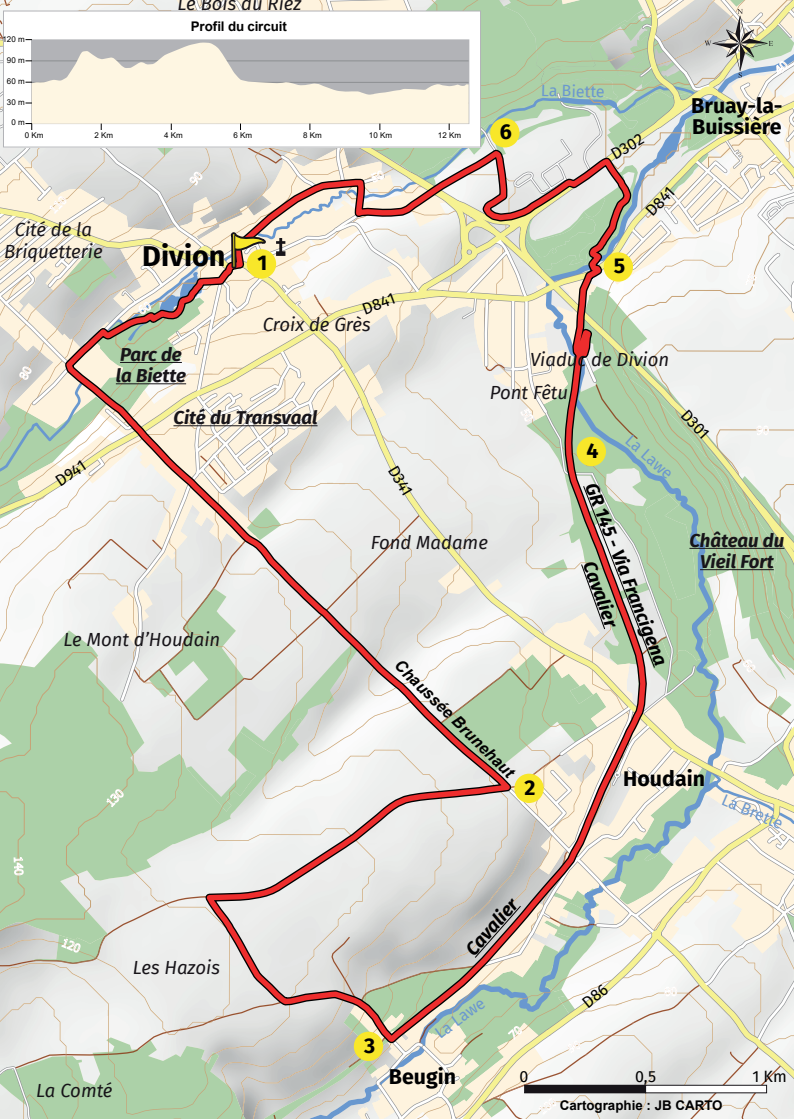 Le Bois du Riez
Profil du circuit
120 m
90 m
60 m
30 m
0 m
0 Km
2 Km
4 Km
6 Km
8 Km
10 Km
12 Km
N
W
E
S
La Biette
Bruay-la-
Buissière
6
D302
90
D841
Cité de la
Briquetterie
Divion
1
5
D841
Croix de Grès
Viaduc de Divion
Parc de
la Biette
80
Pont Fêtu
Cité du Transvaal
D301
4
La Lawe
D941
D341
GR 145 - Via Francigena
Cavalier
Fond Madame
Château du
Vieil Fort
Le Mont d'Houdain
Chaussée Brunehaut
2
Houdain
130
La Brette
140
Cavalier
120
Les Hazois
D86
La Lawe
70
3
Beugin
La Comté
0
0,5
1 Km
Cartographie : JB CARTO